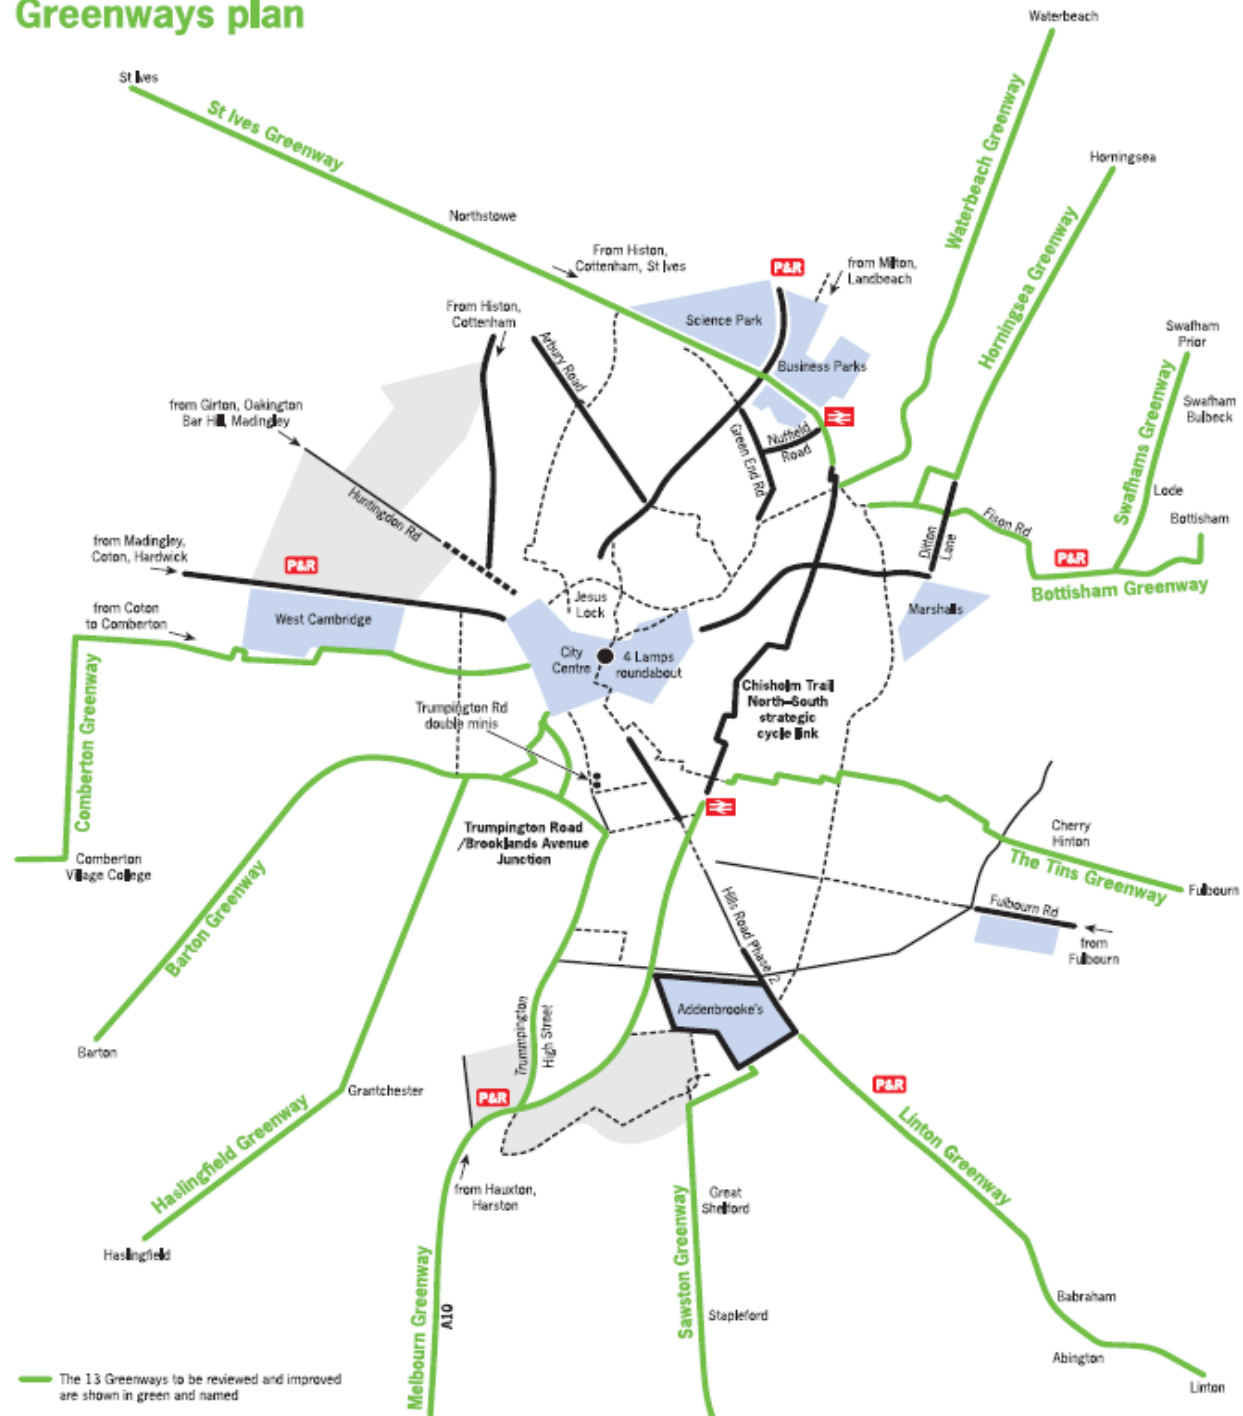 Greenways plan
Waterbeach
St Ives
St Ives Greenway
Waterbeach Greenway
Horningsea
Horningsea Greenway
Northstowe
From Histon,
Cottenham, St Ives
P&R
from Milton,
Landbeach
Science Park
Business Parks
From Histon,
Cottenham
Arbury Road
Swafham
Prior
Swafham
Bulbeck
Swafhams Greenway
Lode
Bottisham
from Girton, Oakington
Bar Hill, Madingley
Huntingdon Rd
Green End Rd
Nuffield
Road
Fison Rd
Ditton
Lane
P&R
Bottisham Greenway
from Madingley,
Coton, Hardwick
P&R
from Coton
to Comberton
West Cambridge
Jesus
Lock
Marshalls
City
Centre
4 Lamps
roundabout
Comberton Greenway
Trumpington Rd
double minis
Chisholm Trail
North–South
strategic
cycle link
Comberton
Village College
Trumpington Road
/Brooklands Avenue
Junction
Cherry
Hinton
The Tins Greenway
Fulbourn
Barton Greenway
Hills Road Phase 2
Fulbourn Rd
from
Fulbourn
Barton
Trummpington
High Street
Addenbrooke's
Grantchester
P&R
P&R
Haslingfield Greenway
Linton Greenway
from Hauxton,
Harston
Great
Shelford
Haslingfield
Melbourn Greenway
A10
Sawston Greenway
Stapleford
Babraham
Abington
Linton
The 13 Greenways to be reviewed and improved
are shown in green and named